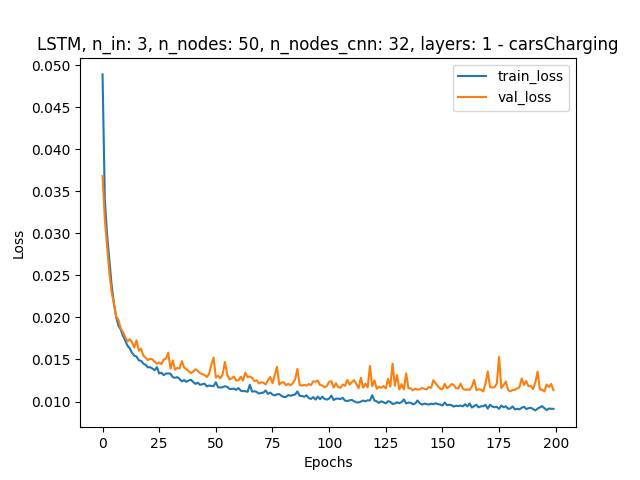 LSTM, n_in: 3, n_nodes: 50, n_nodes_cnn: 32, layers: 1 - carsCharging
train_loss
val_loss
0.050
0.045
0.040
0.035
0.030
0.025
0.020
0.015
0.010
Loss
0 25 50 75 100 125 150 175 200
Epochs